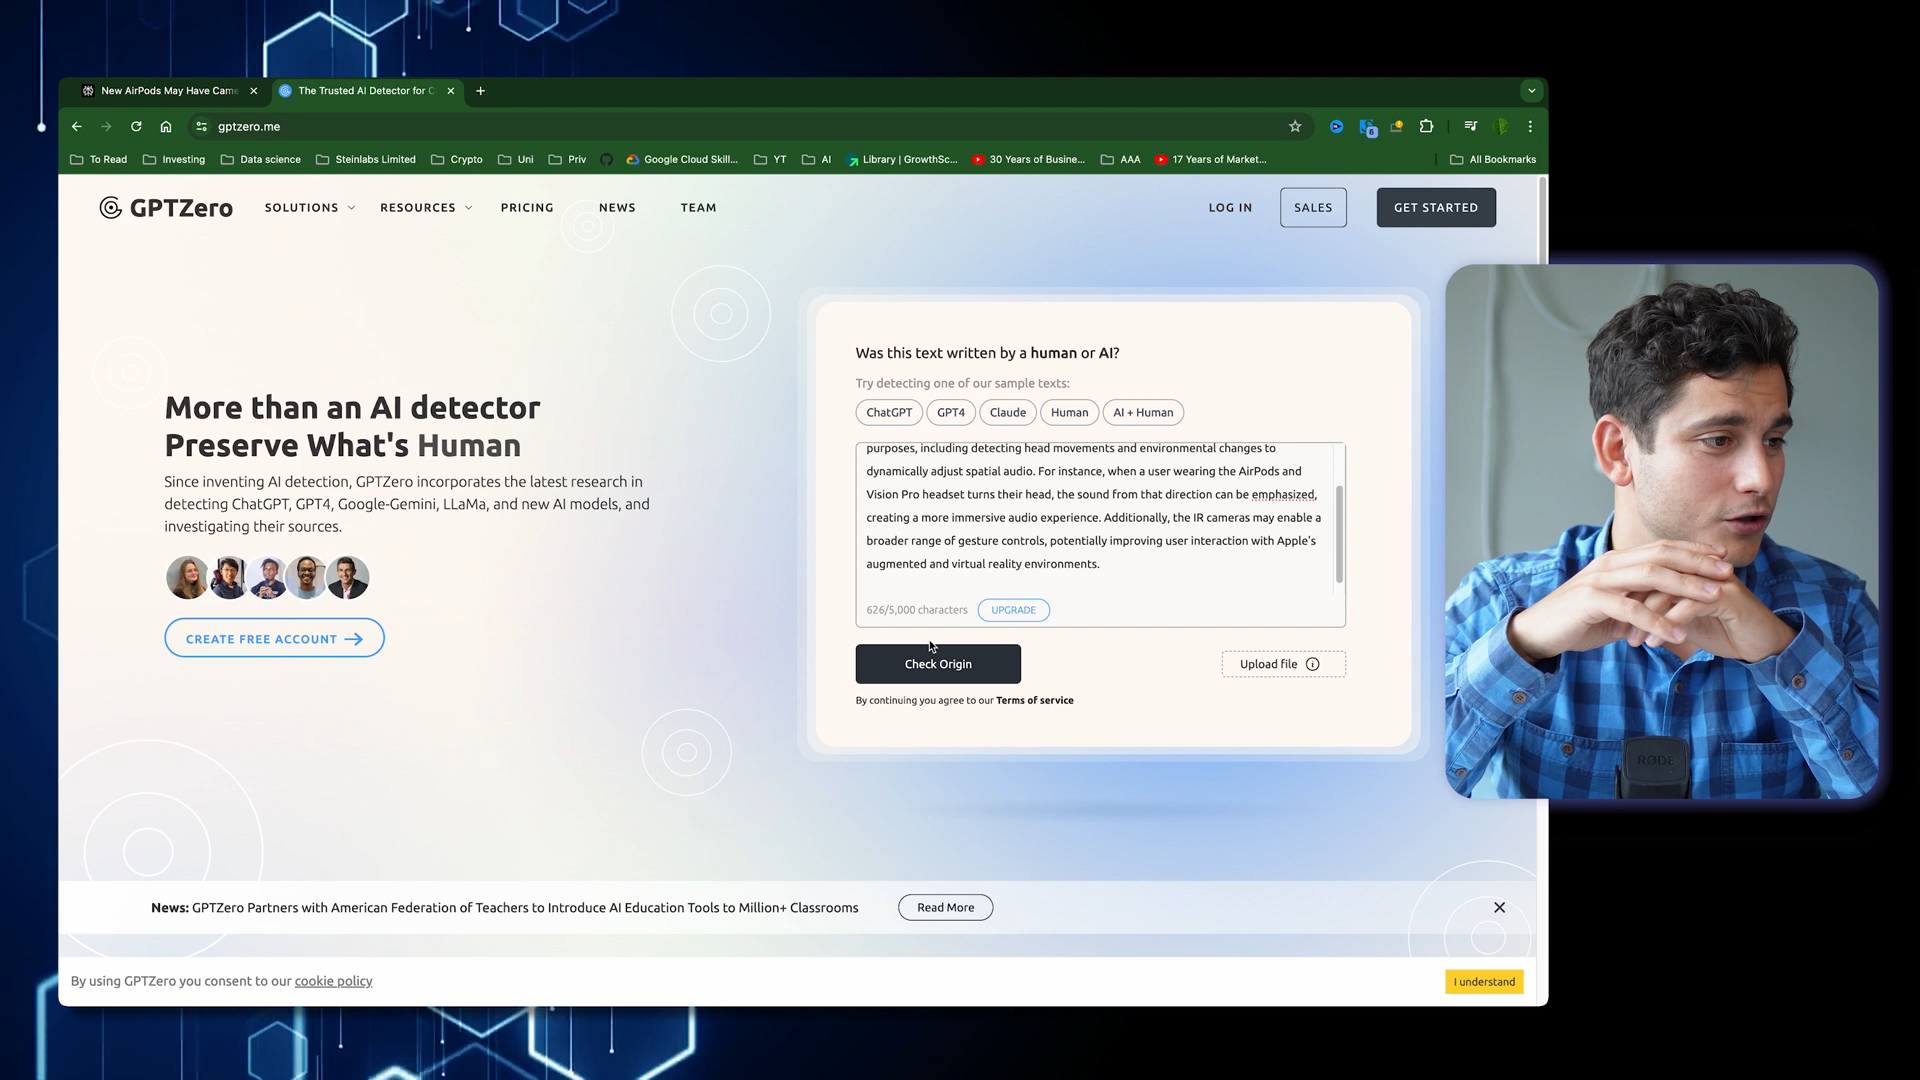 New AirPods May Have Came
The Trusted AI Detector for C
gptzero.me
6
To Read
Investing
Data science
Steinlabs Limited
Crypto
Uni
Priv
Google Cloud Skill...
YT
AI
Library | GrowthSc...
30 Years of Busine...
AAA
17 Years of Market...
All Bookmarks
GPTZero
SOLUTIONS
RESOURCES
PRICING
NEWS
TEAM
LOG IN
SALES
GET STARTED
More than an AI detector
Preserve What's Human
Since inventing AI detection, GPTZero incorporates the latest research in
detecting ChatGPT, GPT4, Google-Gemini, LLaMa, and new AI models, and
investigating their sources.
CREATE FREE ACCOUNT
Was this text written by a human or AI?
Try detecting one of our sample texts:
ChatGPT
GPT4
Claude
Human
AI + Human
purposes, including detecting head movements and environmental changes to
dynamically adjust spatial audio. For instance, when a user wearing the AirPods and
Vision Pro headset turns their head, the sound from that direction can be emphasized,
creating a more immersive audio experience. Additionally, the IR cameras may enable a
broader range of gesture controls, potentially improving user interaction with Apple's
augmented and virtual reality environments.
626/5,000 characters
UPGRADE
Check Origin
Upload file
By continuing you agree to our Terms of service
RØDE
News: GPTZero Partners with American Federation of Teachers to Introduce AI Education Tools to Million+ Classrooms
Read More
By using GPTZero you consent to our cookie policy
I understand